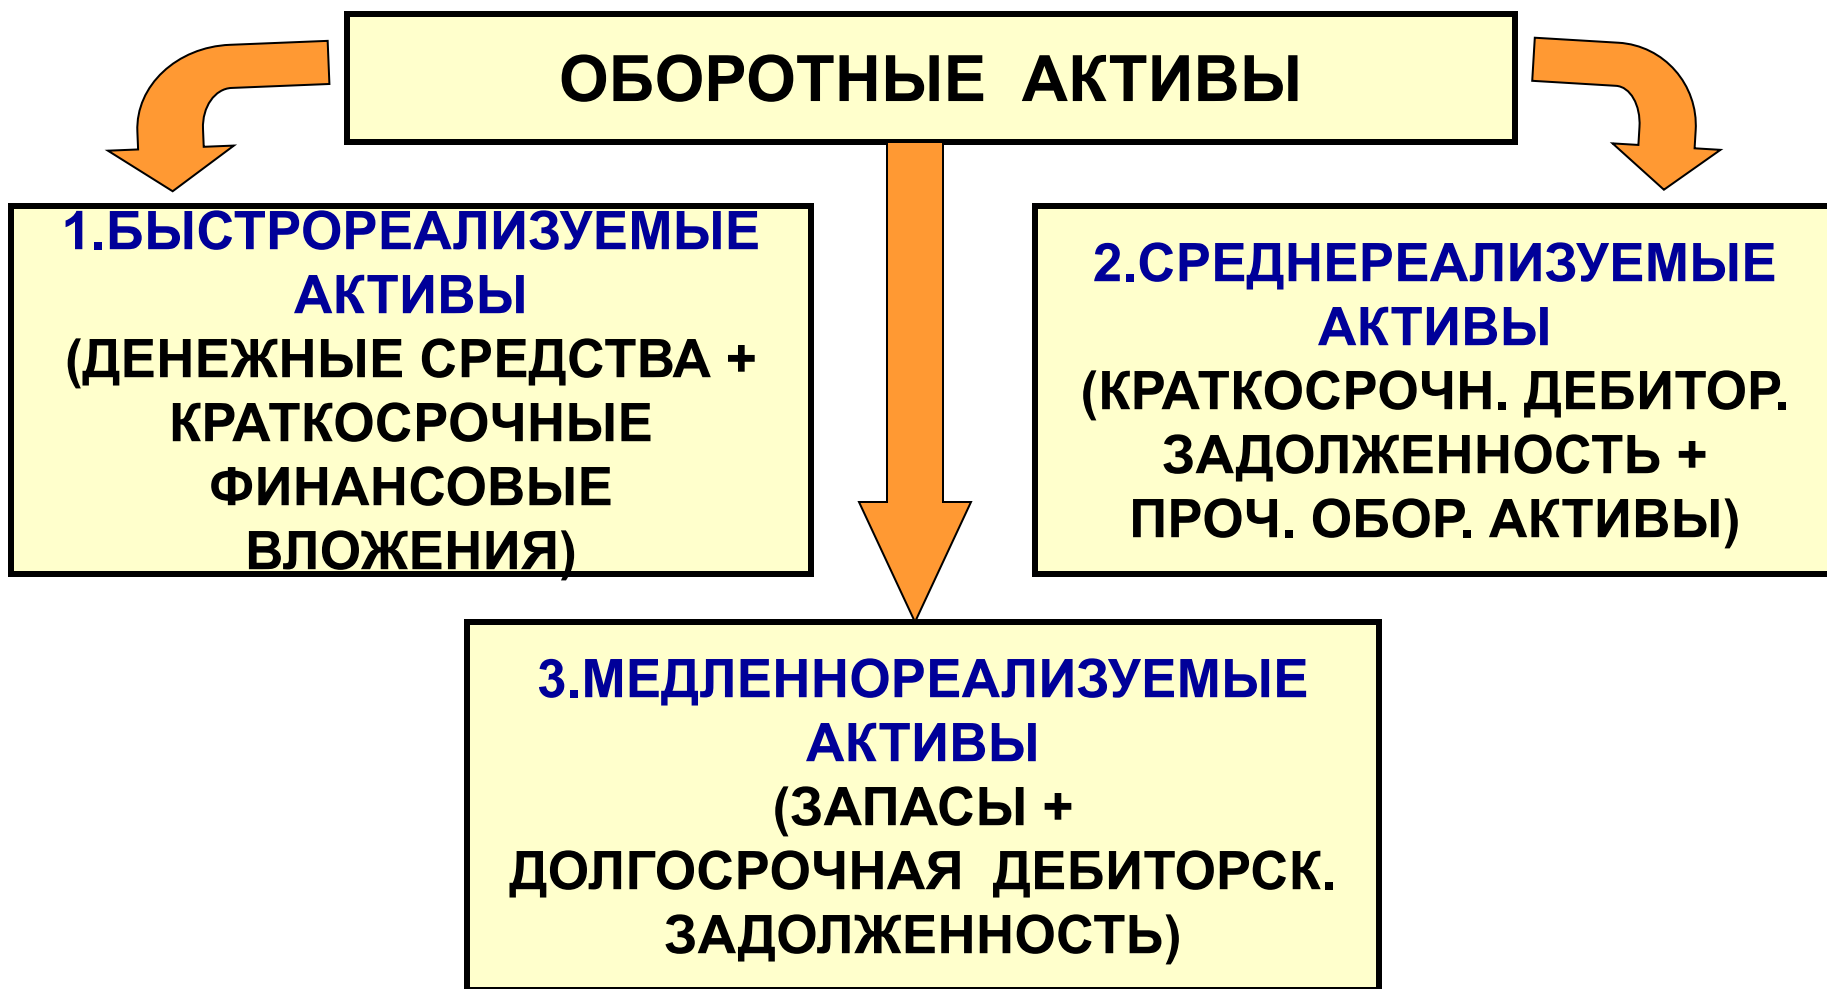 ОБОРОТНЫЕ АКТИВЫ
1.БЫСТРОРЕАЛИЗУЕМЫЕ
АКТИВЫ
(ДЕНЕЖНЫЕ СРЕДСТВА +
КРАТКОСРОЧНЫЕ
ФИНАНСОВЫЕ
ВЛОЖЕНИЯ)
2.СРЕДНЕРЕАЛИЗУЕМЫЕ
АКТИВЫ
(КРАТКОСРОЧН. ДЕБИТОР.
ЗАДОЛЖЕННОСТЬ +
ПРОЧ. ОБОР. АКТИВЫ)
3.МЕДЛЕННОРЕАЛИЗУЕМЫЕ
АКТИВЫ
(ЗАПАСЫ +
ДОЛГОСРОЧНАЯ ДЕБИТОРСК.
ЗАДОЛЖЕННОСТЬ)